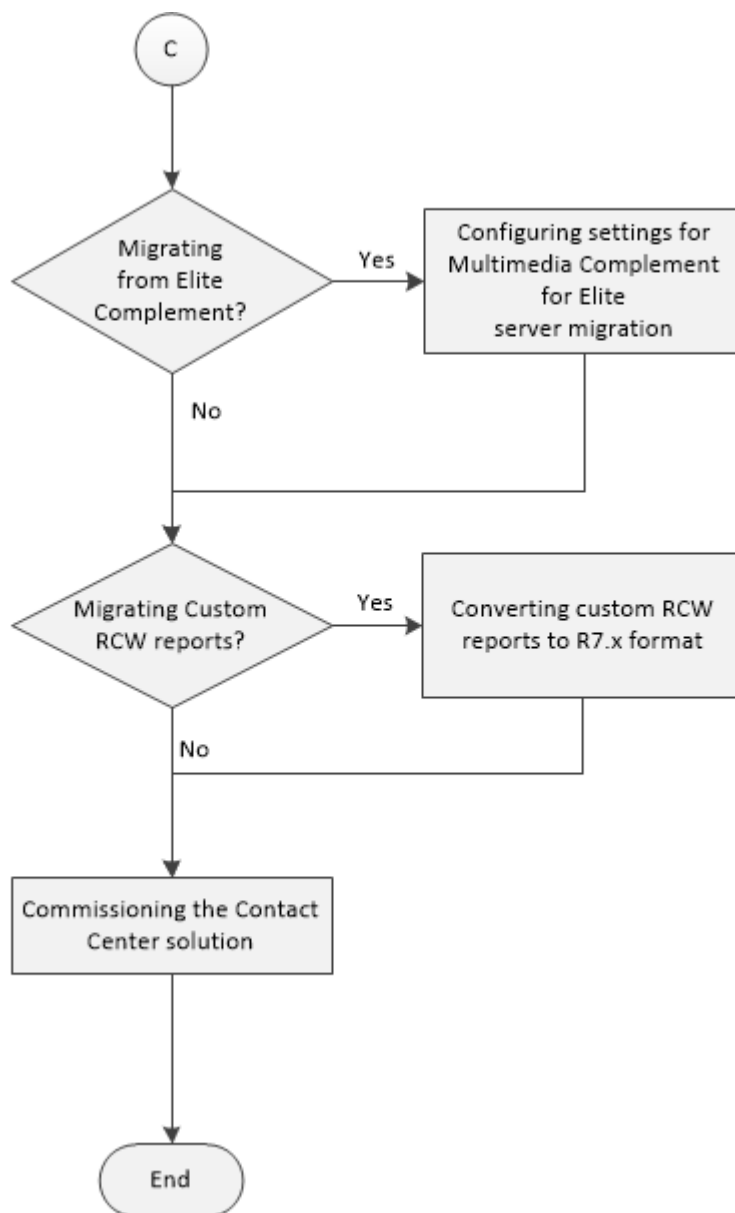 C
Migrating
from Elite
Complement?
Yes
Configuring settings for
Multimedia Complement
for Elite
server migration
No
Migrating Custom
RCW reports?
Yes
Converting custom RCW
reports to R7.x format
No
Commissioning the Contact
Center solution
End